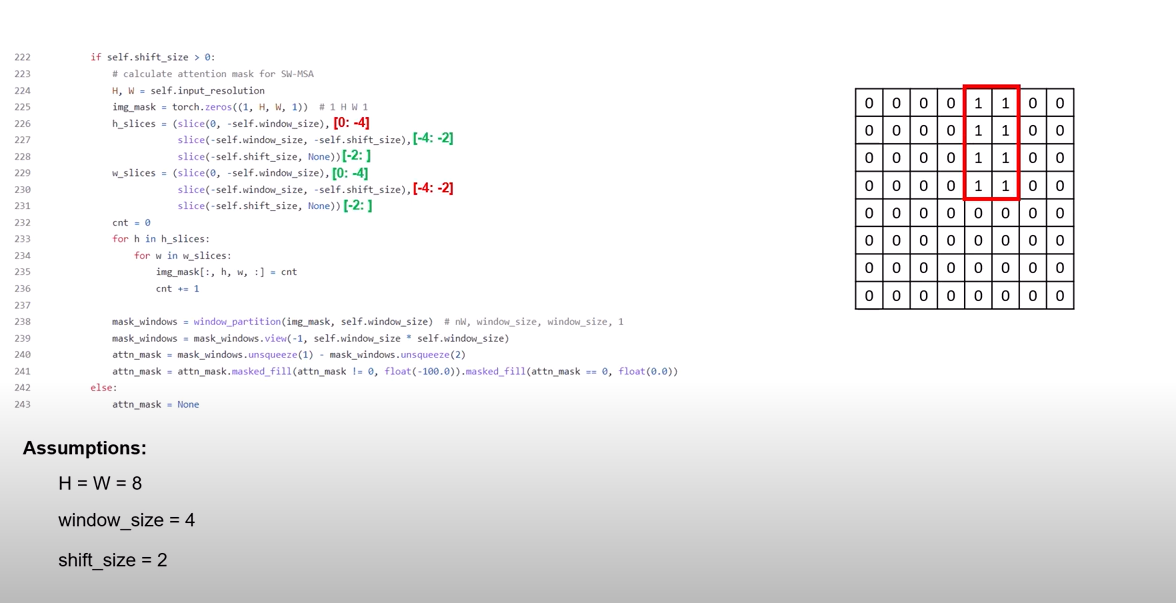 222 if self.shift_size > 0:
223 # calculate attention mask for SW-MSA
224 H, W = self.input_resolution
225 img_mask = torch.zeros((1, H, W, 1)) # 1 H W 1
226 h_slices = (slice(0, -self.window_size), [0: -4]
227 slice(-self.window_size, -self.shift_size), [-4: -2]
228 slice(-self.shift_size, None)) [-2: ]
229 w_slices = (slice(0, -self.window_size), [0: -4]
230 slice(-self.window_size, -self.shift_size), [-4: -2]
231 slice(-self.shift_size, None)) [-2: ]
232 cnt = 0
233 for h in h_slices:
234 for w in w_slices:
235 img_mask[:, h, w, :] = cnt
236 cnt += 1
237
238 mask_windows = window_partition(img_mask, self.window_size) # nW, window_size, window_size, 1
239 mask_windows = mask_windows.view(-1, self.window_size * self.window_size)
240 attn_mask = mask_windows.unsqueeze(1) - mask_windows.unsqueeze(2)
241 attn_mask = attn_mask.masked_fill(attn_mask != 0, float(-100.0)).masked_fill(attn_mask == 0, float(0.0))
242 else:
243 attn_mask = None
0 0 0 0 1 1 0 0
0 0 0 0 1 1 0 0
0 0 0 0 1 1 0 0
0 0 0 0 1 1 0 0
0 0 0 0 0 0 0 0
0 0 0 0 0 0 0 0
0 0 0 0 0 0 0 0
0 0 0 0 0 0 0 0
Assumptions:
H = W = 8
window_size = 4
shift_size = 2